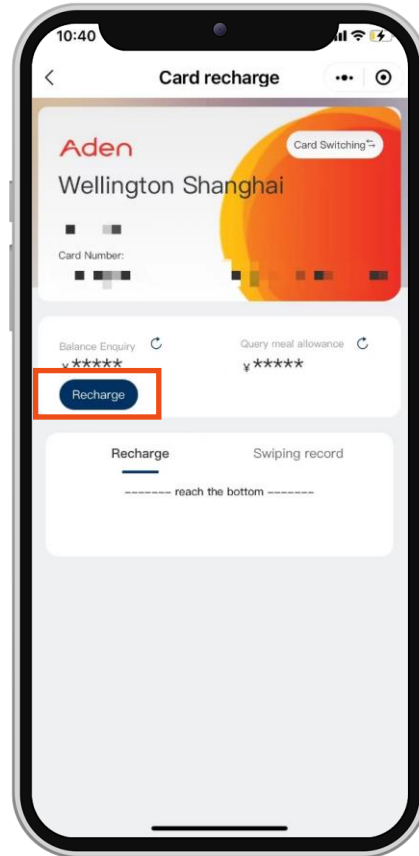 10:40
Card recharge
Aden
Card Switching
Wellington Shanghai
Card Number:
Balance Enquiry
Query meal allowance
¥ *****
¥ *****
Recharge
Recharge
Swiping record
------- reach the bottom -------